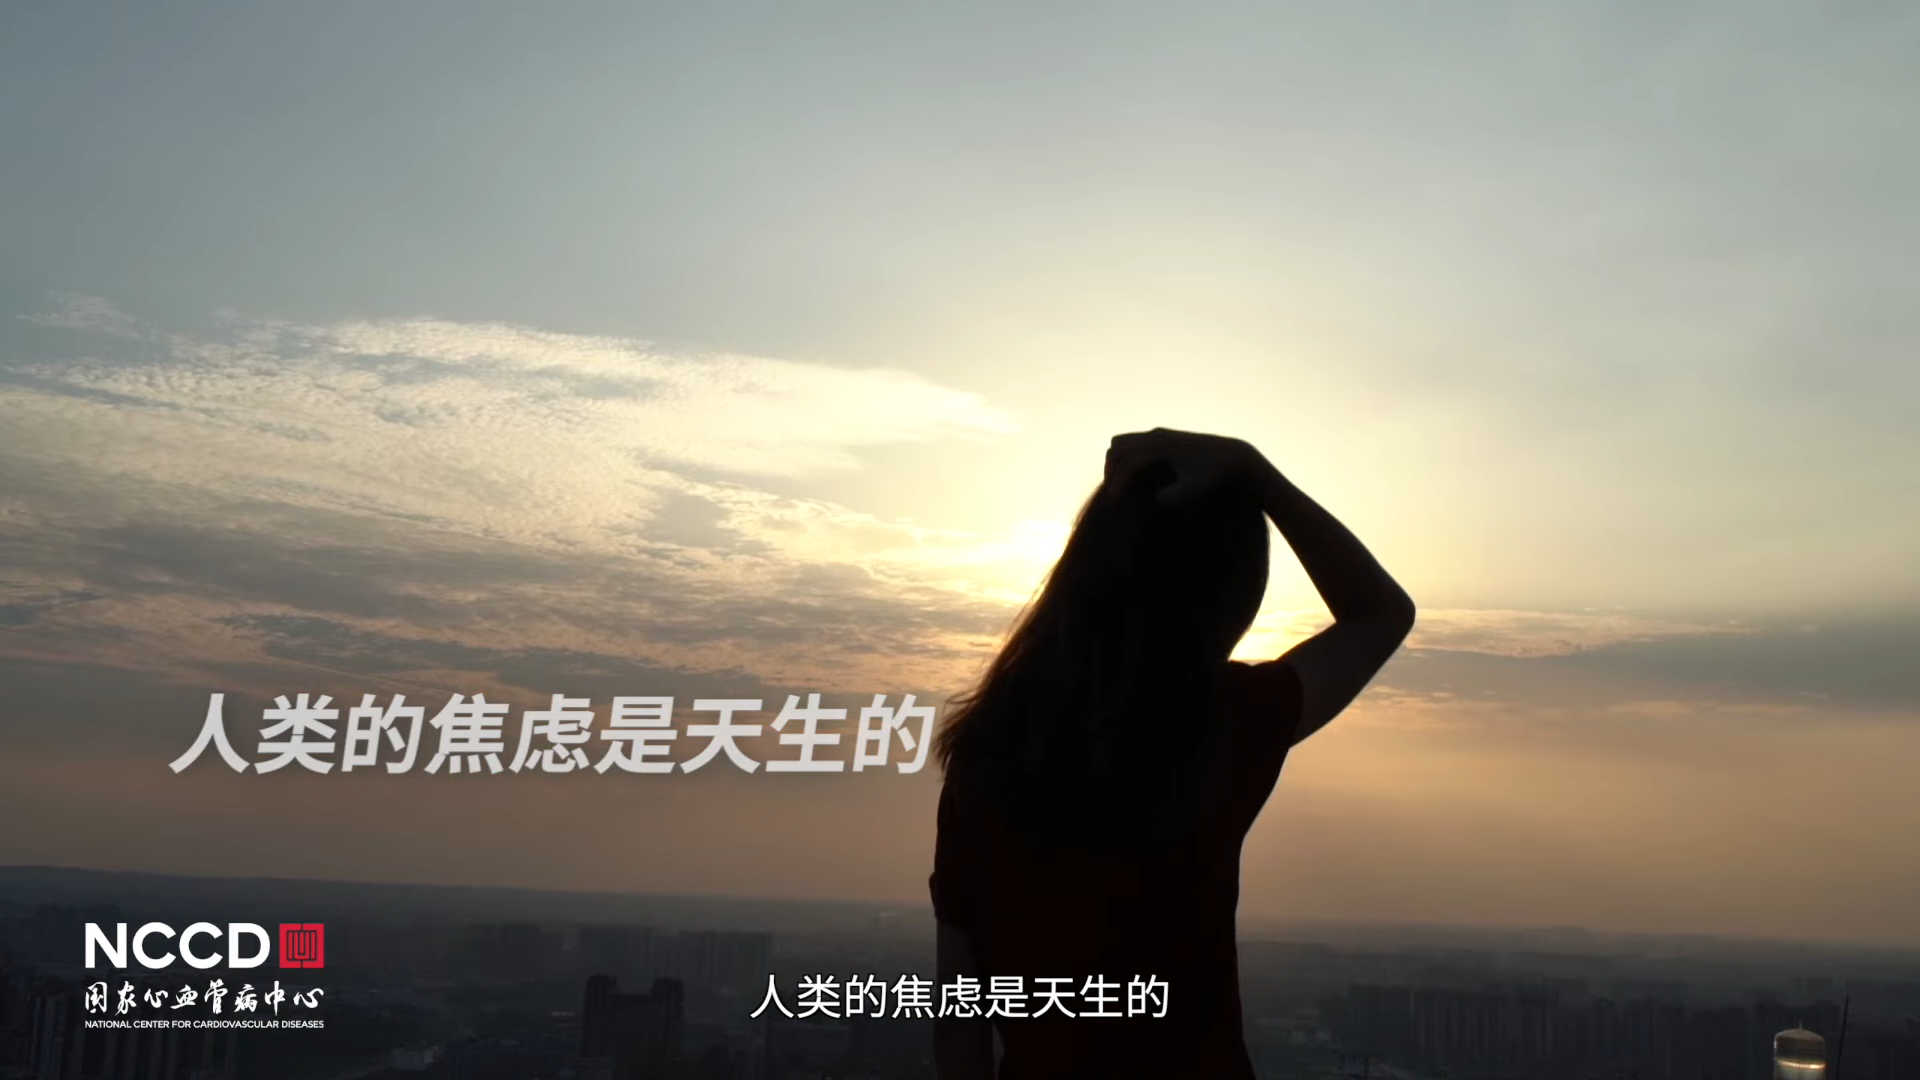 人类的焦虑是天生的
NCCD
国家心血管病中心
NATIONAL CENTER FOR CARDIOVASCULAR DISEASES
人类的焦虑是天生的